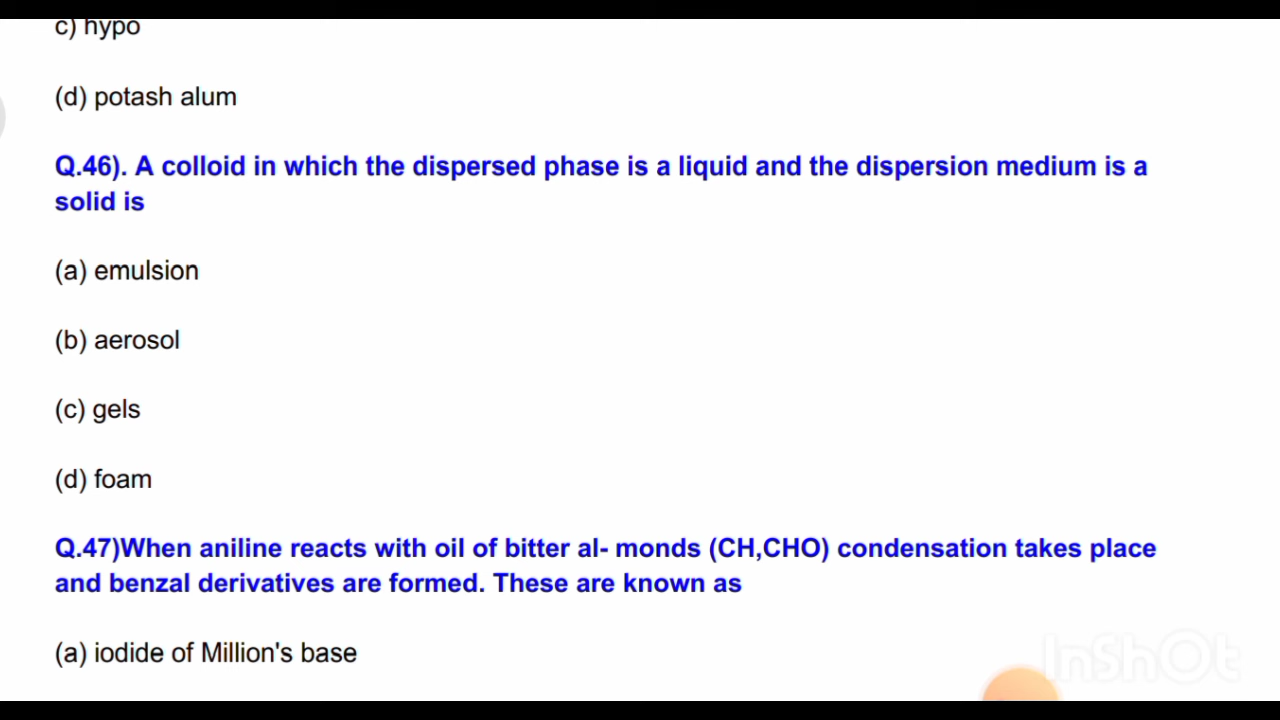 c) hypo
(d) potash alum
Q.46). A colloid in which the dispersed phase is a liquid and the dispersion medium is a
solid is
(a) emulsion
(b) aerosol
(c) gels
(d) foam
Q.47)When aniline reacts with oil of bitter al- monds (CH,CHO) condensation takes place
and benzal derivatives are formed. These are known as
(a) iodide of Million's base
InShOt